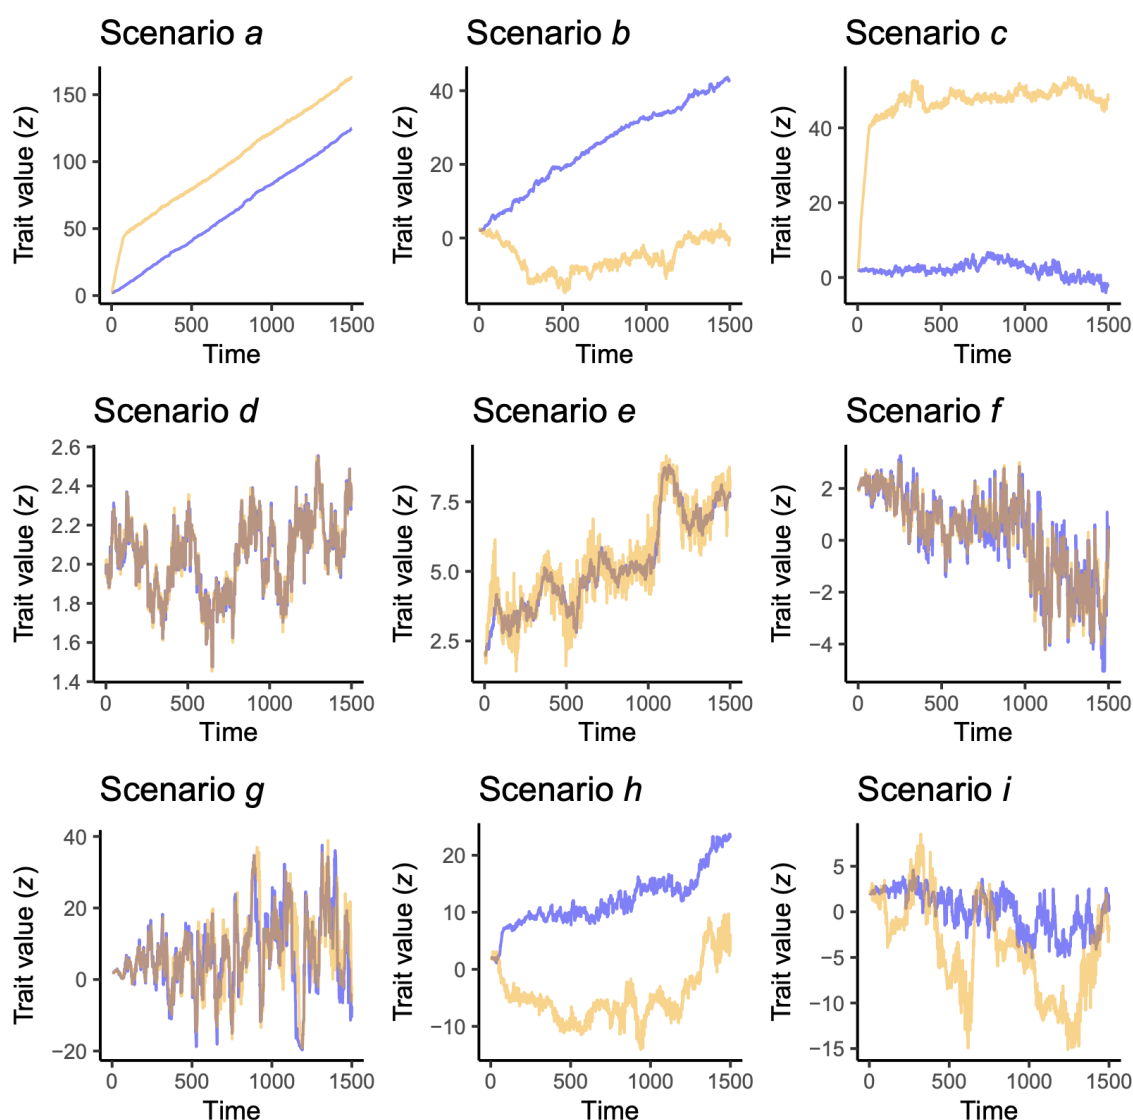 Scenario a
Trait value (z)
150
100
50
0
0 500 1000 1500
Time
Scenario b
Trait value (z)
40
20
0
0 500 1000 1500
Time
Scenario c
Trait value (z)
40
20
0
0 500 1000 1500
Time
Scenario d
Trait value (z)
2.6
2.4
2.2
2.0
1.8
1.6
1.4
0 500 1000 1500
Time
Scenario e
Trait value (z)
7.5
5.0
2.5
0 500 1000 1500
Time
Scenario f
Trait value (z)
2
0
−2
−4
0 500 1000 1500
Time
Scenario g
Trait value (z)
40
20
0
−20
0 500 1000 1500
Time
Scenario h
Trait value (z)
20
10
0
−10
0 500 1000 1500
Time
Scenario i
Trait value (z)
5
0
−5
−10
−15
0 500 1000 1500
Time